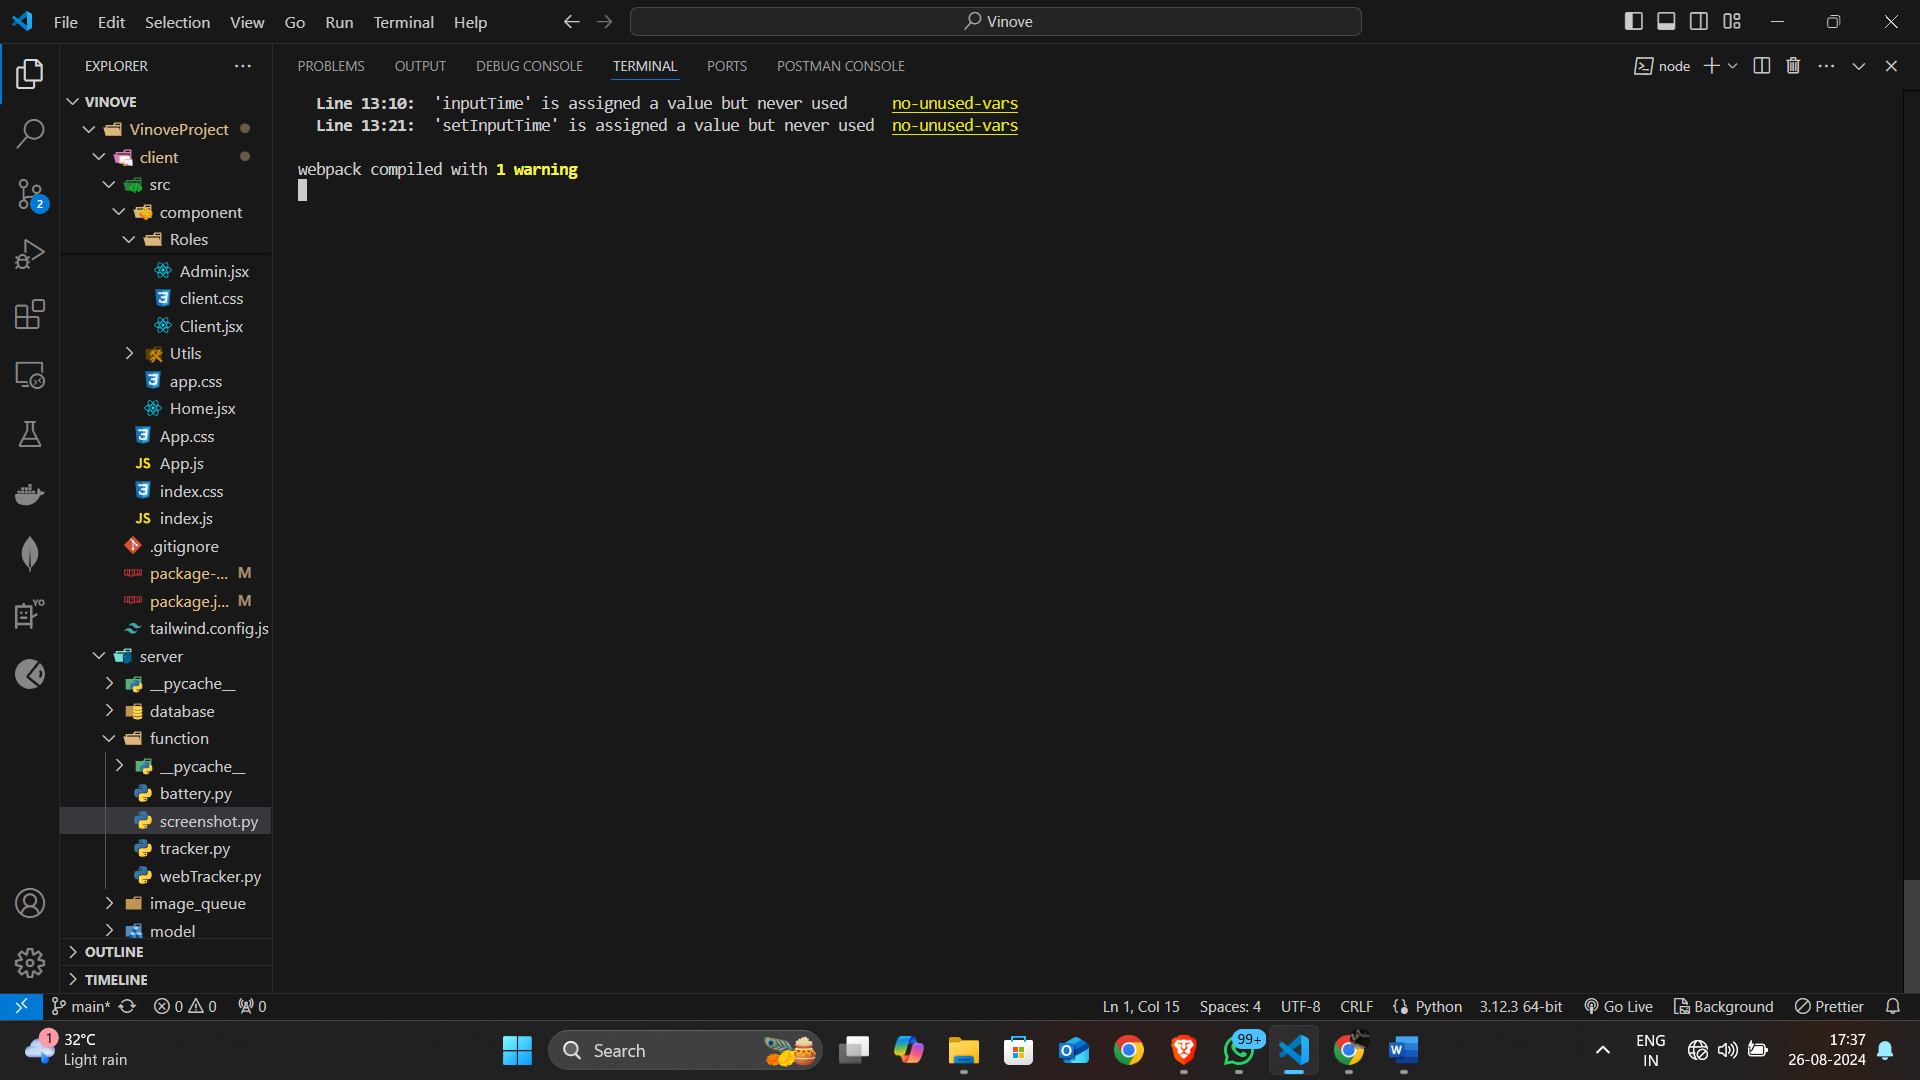 File Edit Selection View Go Run Terminal Help
Vinove
EXPLORER
VINOVE
VinoveProject
client
src
component
Roles
Admin.jsx
client.css
Client.jsx
Utils
app.css
Home.jsx
App.css
JS App.js
index.css
JS index.js
.gitignore
package-... M
package.j... M
tailwind.config.js
server
__pycache__
database
function
__pycache__
battery.py
screenshot.py
tracker.py
webTracker.py
image_queue
model
OUTLINE
TIMELINE
2
YO
PROBLEMS OUTPUT DEBUG CONSOLE TERMINAL PORTS POSTMAN CONSOLE
node
Line 13:10: 'inputTime' is assigned a value but never used no-unused-vars
Line 13:21: 'setInputTime' is assigned a value but never used no-unused-vars
webpack compiled with 1 warning
main* 0 0 0
Ln 1, Col 15 Spaces: 4 UTF-8 CRLF Python 3.12.3 64-bit Go Live Background Prettier
1
32°C
Light rain
Search
99+
ENG
IN
17:37
26-08-2024